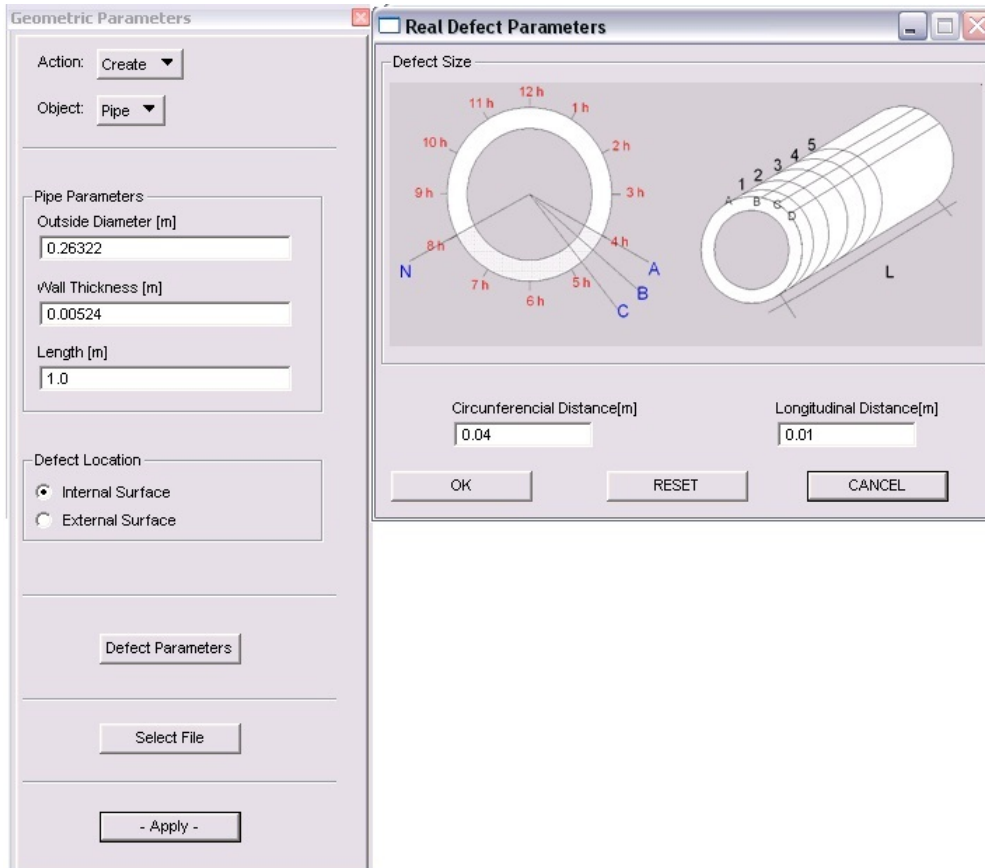 Geometric Parameters
Action: Create
Object: Pipe
Pipe Parameters
Outside Diameter [m]
0.26322
Wall Thickness [m]
0.00524
Length [m]
1.0
Defect Location
Internal Surface
External Surface
Defect Parameters
Select File
- Apply -
Real Defect Parameters
Defect Size
12 h
11 h
1 h
10 h
2 h
9 h
3 h
8 h
4 h
7 h
5 h
6 h
N
A
B
C
1 2 3 4 5
A B C D
L
Circunferencial Distance[m]
0.04
Longitudinal Distance[m]
0.01
OK
RESET
CANCEL